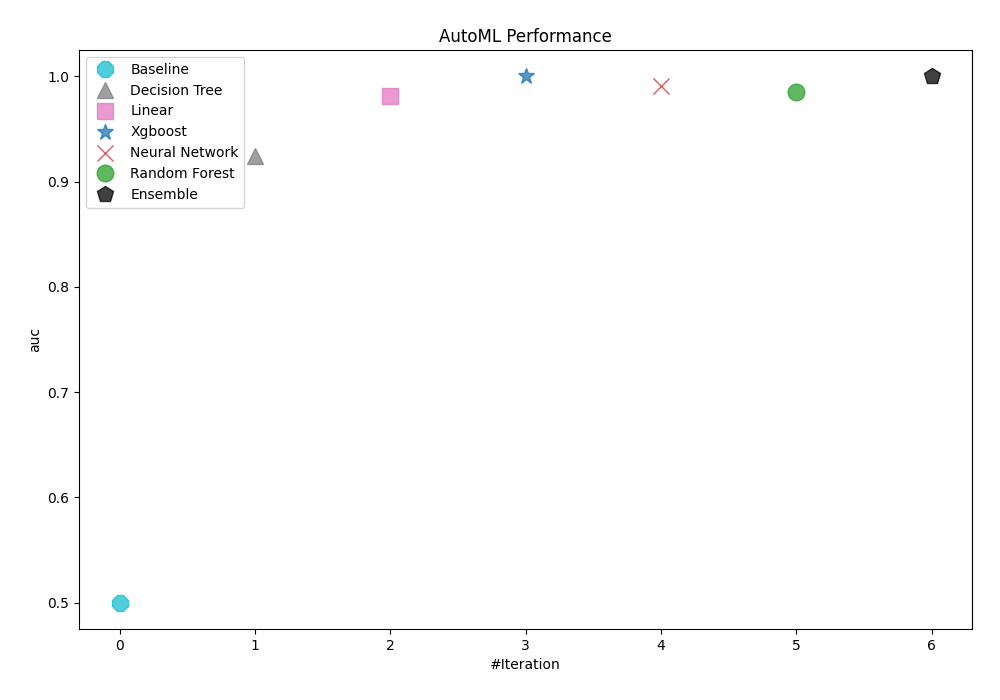 AutoML Performance
Baseline
Decision Tree
Linear
Xgboost
Neural Network
Random Forest
Ensemble
1.0
0.9
0.8
0.7
0.6
0.5
auc
0 1 2 3 4 5 6
#Iteration